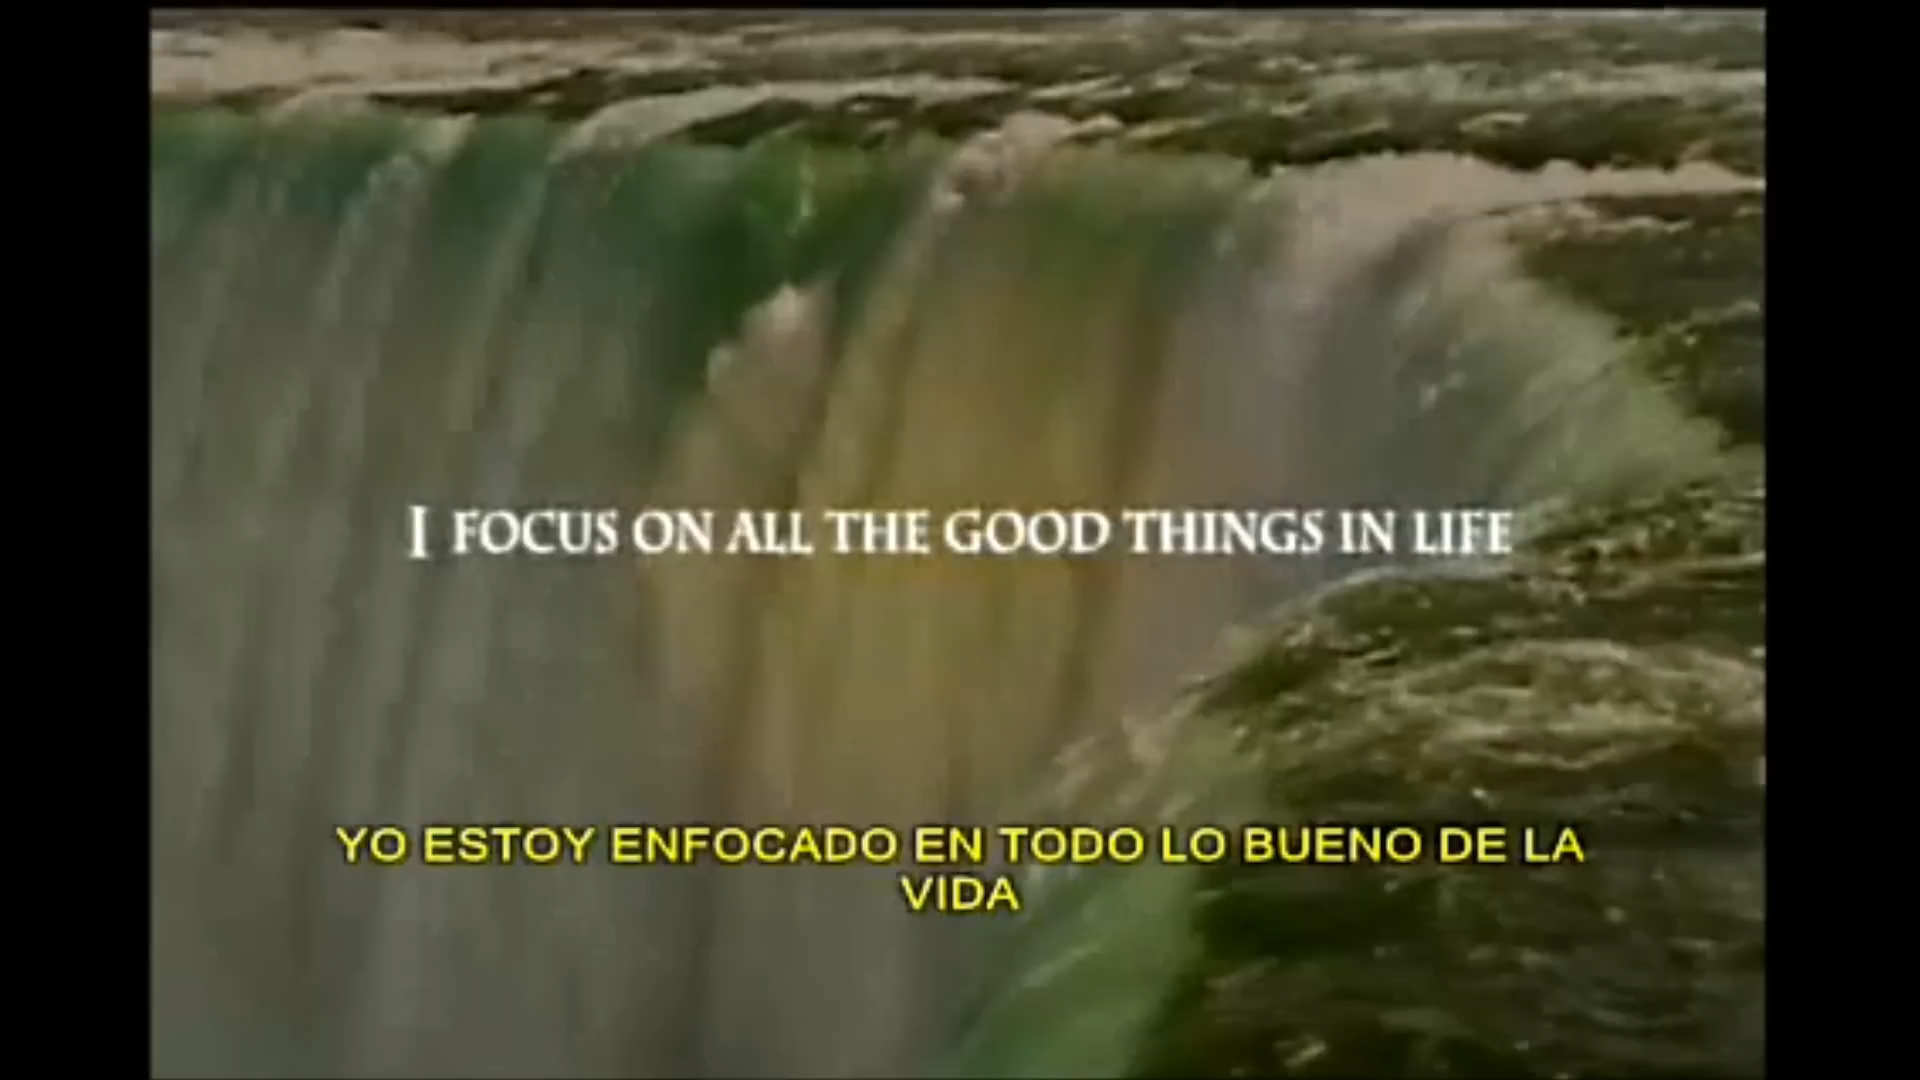 I FOCUS ON ALL THE GOOD THINGS IN LIFE
YO ESTOY ENFOCADO EN TODO LO BUENO DE LA
VIDA